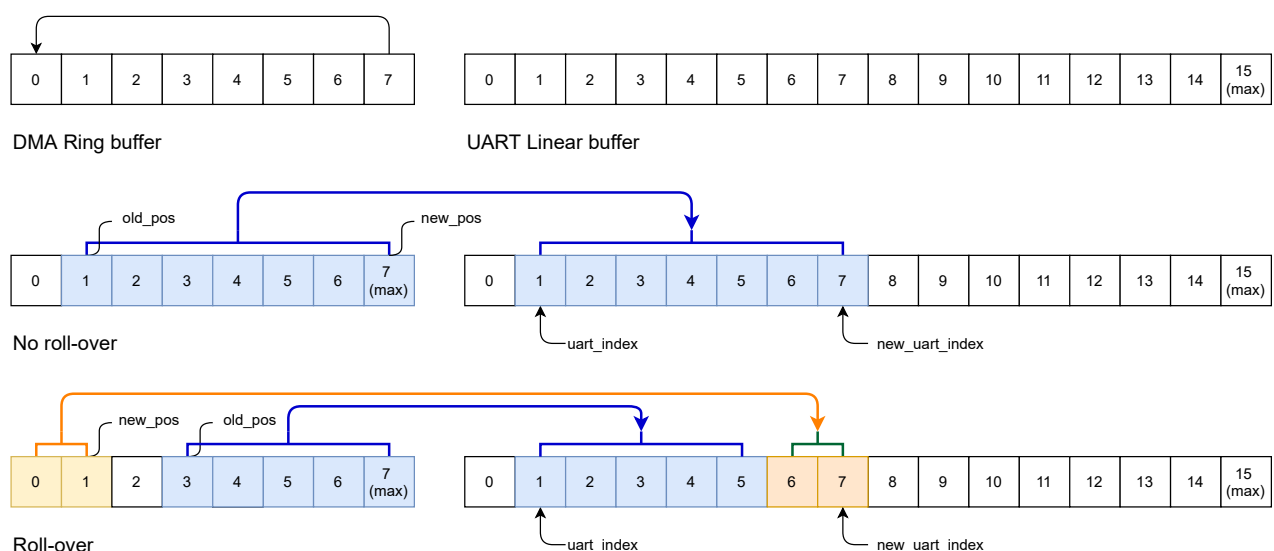 0 1 2 3 4 5 6 7
0 1 2 3 4 5 6 7 8 9 10 11 12 13 14 15
(max)
DMA Ring buffer
UART Linear buffer
old_pos
new_pos
0 1 2 3 4 5 6 7
(max)
0 1 2 3 4 5 6 7 8 9 10 11 12 13 14 15
(max)
No roll-over
uart_index
new_uart_index
new_pos
old_pos
0 1 2 3 4 5 6 7
(max)
0 1 2 3 4 5 6 7 8 9 10 11 12 13 14 15
(max)
Roll-over
uart_index
new_uart_index